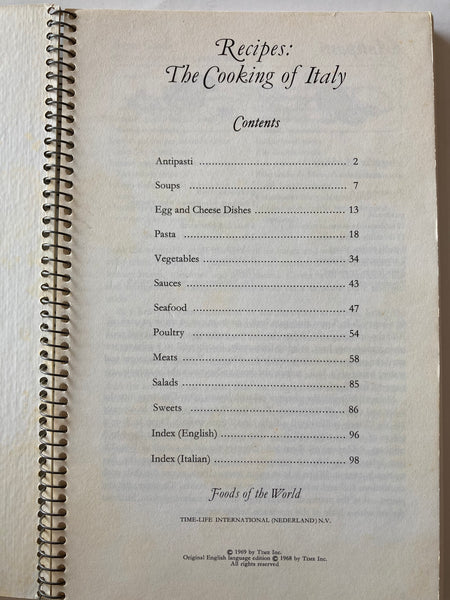 Recipes:
The Cooking of Italy
Contents
Antipasti ............................................ 2
Soups ................................................ 7
Egg and Cheese Dishes .......................... 13
Pasta ................................................ 18
Vegetables .......................................... 34
Sauces ............................................... 43
Seafood ............................................. 47
Poultry .............................................. 54
Meats ................................................ 58
Salads ................................................ 85
Sweets ............................................... 86
Index (English) .................................... 96
Index (Italian) ..................................... 98
Foods of the World
TIME-LIFE INTERNATIONAL (NEDERLAND) N.V.
© 1969 by TIME Inc.
Original English language edition © 1968 by TIME Inc.
All rights reserved